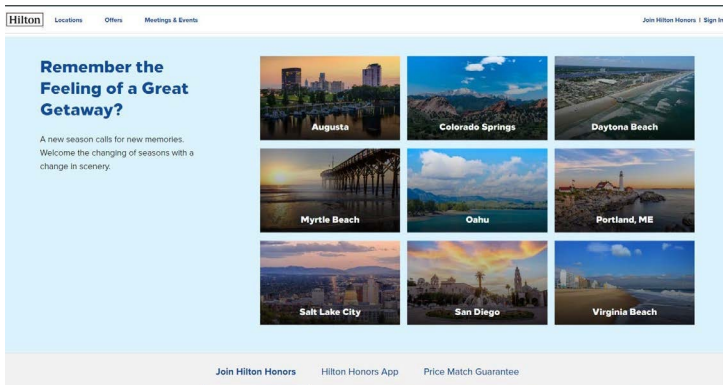 Hilton
Locations
Offers
Meetings & Events
Join Hilton Honors | Sign In
Remember the
Feeling of a Great
Getaway?
A new season calls for new memories.
Welcome the changing of seasons with a
change in scenery.
Augusta
Colorado Springs
Daytona Beach
Myrtle Beach
Oahu
Portland, ME
Salt Lake City
San Diego
Virginia Beach
Join Hilton Honors
Hilton Honors App
Price Match Guarantee